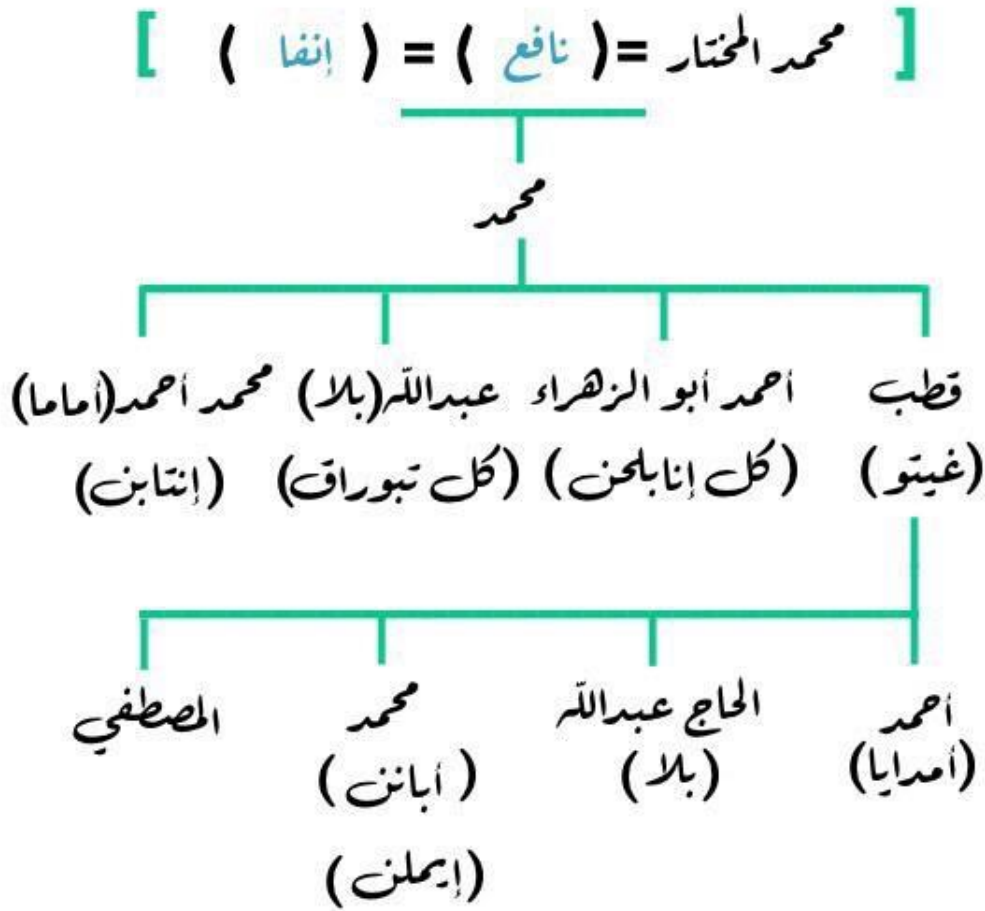 [ محمد المختار =( نافع ) = ( إنفا ) ]
محمد
قطب أحمد أبو الزهراء عبدالله(بلا) محمد أحمد(أماما)
(غيتو) (كل إنابلحن) (كل تبوراق) (إنتابن)
أحمد الحاج عبدالله محمد المصطفي
(أمدايا) (بلا) (أبانن)
(إيملن)